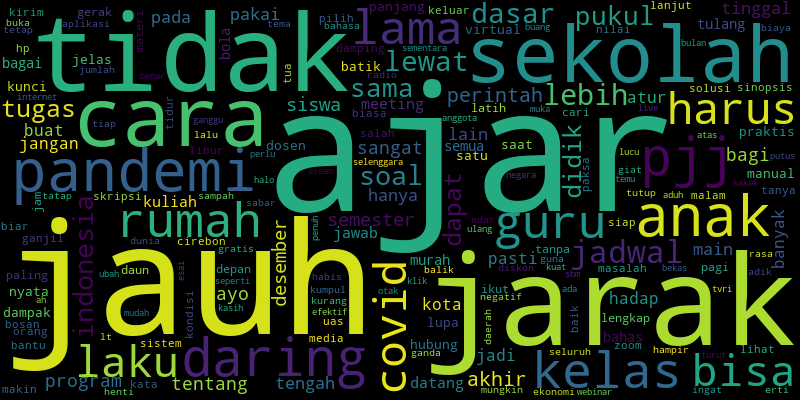 kirim
gerak
pada
pakai
tema
pilih
panjang
keluar
dasar
pukul
lanjut
tinggal
buka
aplikasi
tidak
bola
bahasa
lama
virtual
buang
nilai
tulang
biaya
tetap
materi
hp
jelas
tua
damping
sementara
sekolah
bulan
bagai
jumlah
benar
batik
lewat
kunci
internet
cara
tidur
siswa
sama
radio
perintah
lebih
atur
solusi
sinopsis
tugas
meeting
latih
cari
harus
live
putus
buat
tiap
ganggu
biasa
anggota
muka
praktis
jangan
lalu
dosen
salah
lain
semua
saat
didik
lucu
atas
libur
perlu
sangat
satu
giat
pjj
bagi
pandemi
halo
asean
selenggara
soal
ajar
negara
paksa
temu
manual
tatap
skripsi
sampah
sabar
hanya
dapat
tutup
aduh
malam
kakak
tanya
jam
kuliah
indonesia
rumah
semester
edar
ulang
guru
siap
anak
banyak
biar
ganjil
dunia
cirebon
penuh
jawab
jauh
gratis
desember
murah
pasti
tanpa
jadwal
main
rasa
paling
daun
ubah
esai
depan
habis
balik
diskon
guna
masalah
pagi
adik
nyata
seperti
kumpul
covid
klik
kuat
sbm
bekas
ah
ayo
kasih
kurang
otak
ikut
ada
jarak
tvri
dampak
mudah
kondisi
efektif
kota
negatif
hadap
bosan
uas
lupa
daerah
baik
lengkap
orang
lt
sistem
media
hubung
bahas
bantu
laku
daring
ganda
jadi
zoom
hampir
lihat
seluruh
turut
makin
program
kata
tentang
tengah
datang
akhir
kelas
bisa
henti
mungkin
ekonomi
webinar
ingat
erti